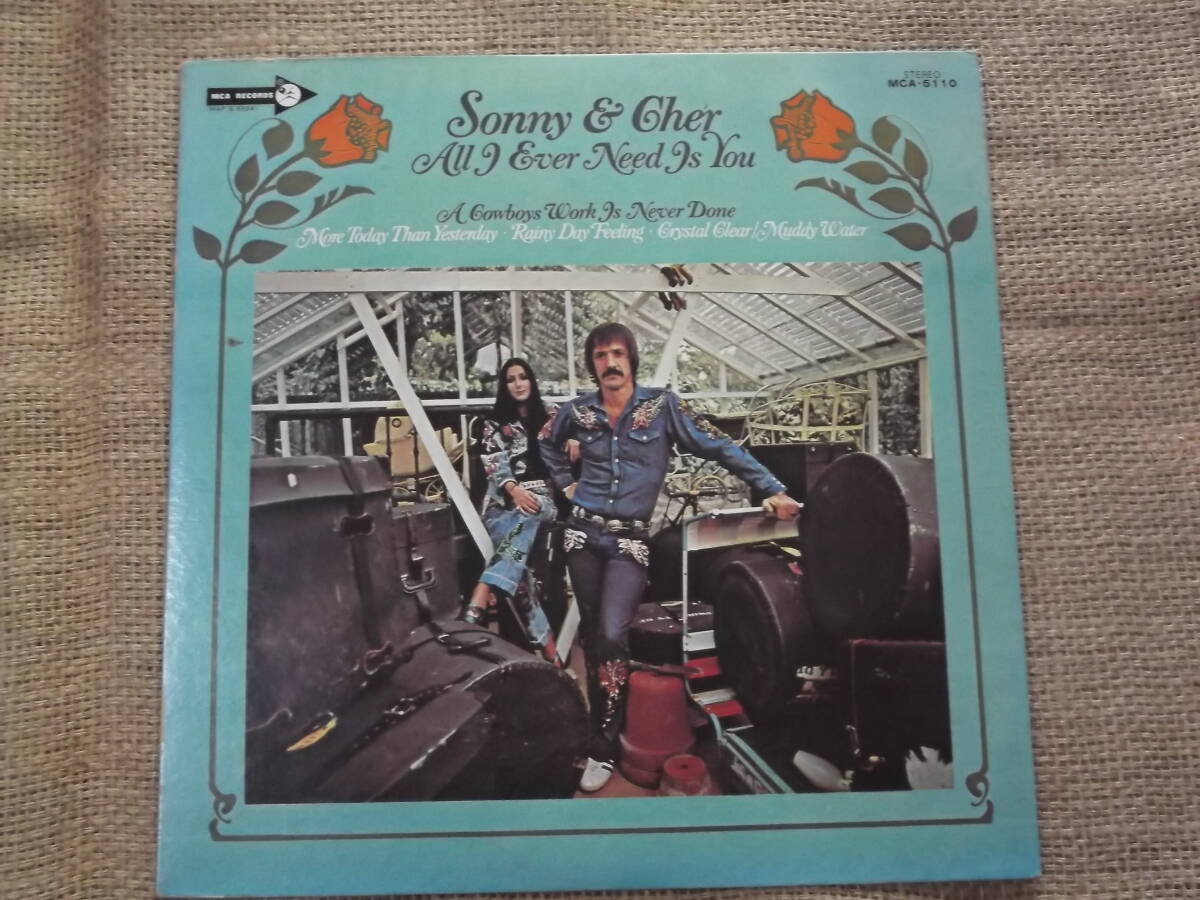 MCA RECORDS
STEREO
MCA-5110
Sonny & Chér
All I Ever Need Is You
A Cowboys Work Is Never Done
More Today Than Yesterday · Rainy Day Feeling · Crystal Clear/Muddy Water